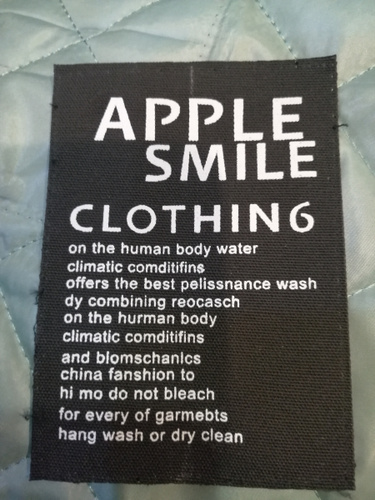 APPLE
SMILE
CLOTHING
on the human body water
climatic comditifins
offers the best pelissnance wash
dy combining reocasch
on the hurman body
climatic comditifins
and blomschanlcs
china fanshion to
hi mo do not bleach
for every of garmebts
hang wash or dry clean